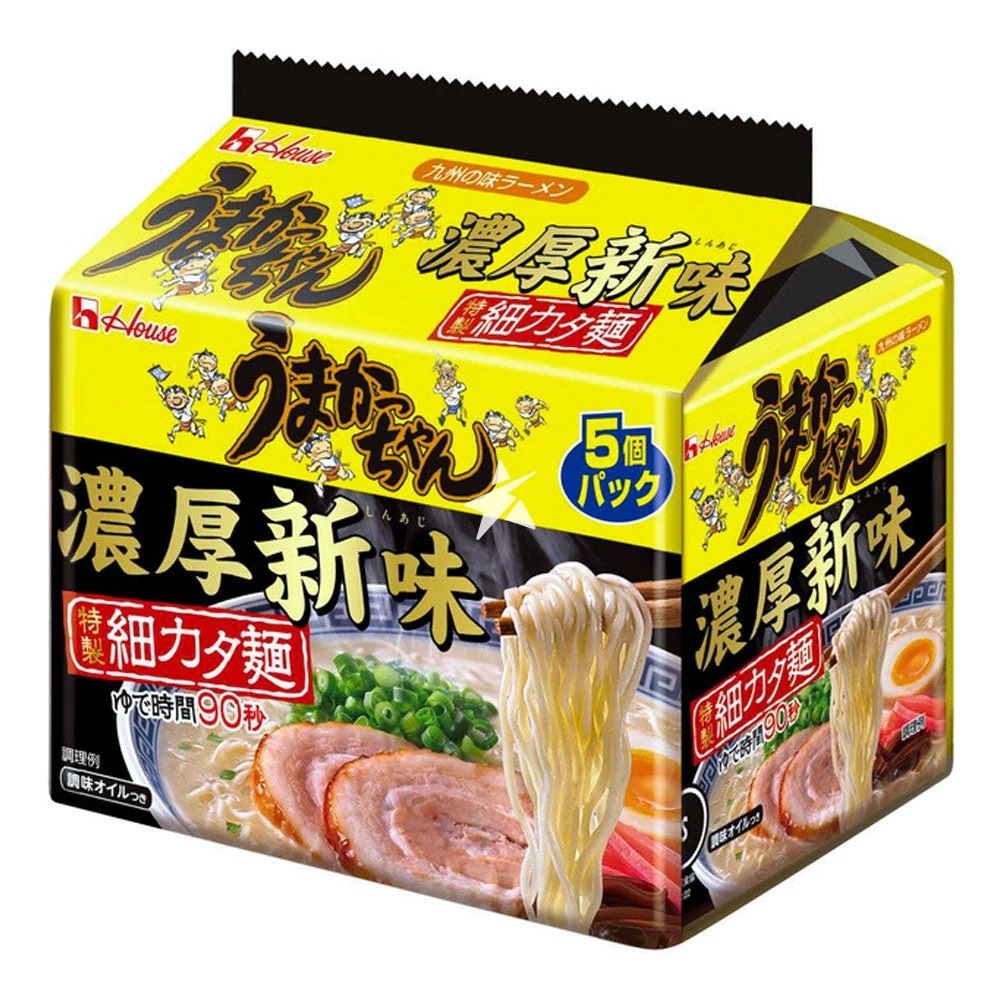 House
九州の味ラーメン
うまかっちゃん
濃厚新味
しんあじ
特製
細カタ麺
House
うまかっちゃん
5個
パック
濃厚新味
しんあじ
特製
細カタ麺
ゆで時間90秒
調理例
調味オイルつき
九州の味ラーメン
House
うまかっちゃん
濃厚新味
しんあじ
特製
細カタ麺
ゆで時間90秒
調理例
調味オイルつき